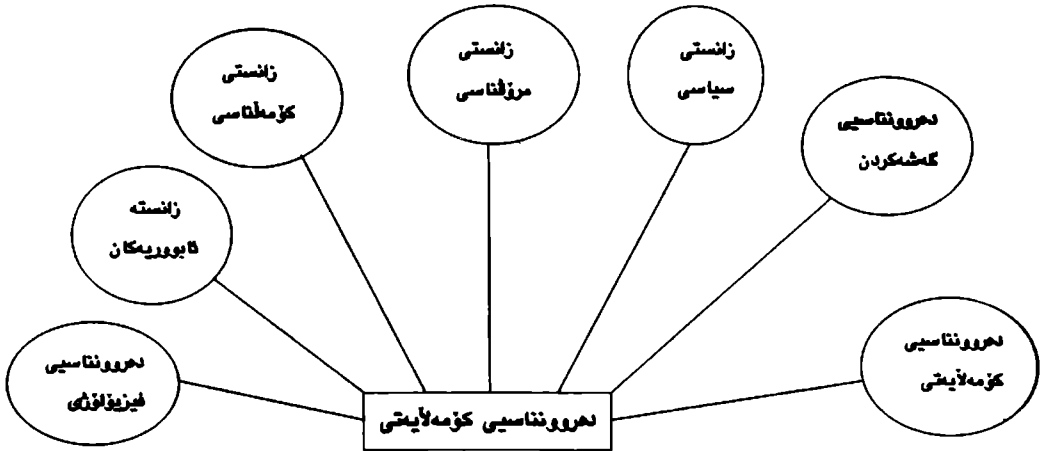 زانستی
سیاسی
زانستی
مرۆڤناسی
زانستی
کۆمەڵناسی
دەروونناسیی
گەشەکردن
زانستە
ئابووریەکان
دەروونناسیی
کۆمەڵایەتی
دەروونناسیی
فیزیۆلۆژی
دەروونناسیی کۆمەڵایەتی